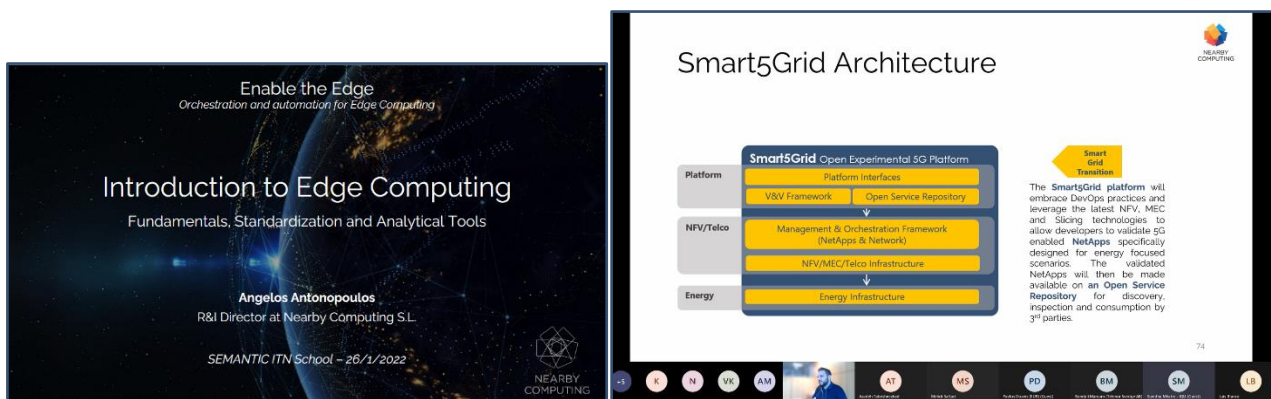 Enable the Edge
Orchestration and automation for Edge Computing
Introduction to Edge Computing
Fundamentals, Standardization and Analytical Tools
Angelos Antonopoulos
R&I Director at Nearby Computing S.L.
SEMANTIC ITN School – 26/1/2022
NEARBY
COMPUTING
Smart5Grid Architecture
NEARBY
COMPUTING
Smart5Grid Open Experimental 5G Platform
Platform
Platform Interfaces
V&V Framework
Open Service Repository
NFV/Telco
Management & Orchestration Framework
(NetApps & Network)
NFV/MEC/Telco Infrastructure
Energy
Energy Infrastructure
Smart
Grid
Transition
The Smart5Grid platform will
embrace DevOps practices and
leverage the latest NFV, MEC
and Slicing technologies to
allow developers to validate 5G
enabled NetApps specifically
designed for energy focused
scenarios. The validated
NetApps will then be made
available on an Open Service
Repository for discovery,
inspection and consumption by
3rd parties.
74
+5
K
N
VK
AM
AT
MS
PD
BM
SM
LB